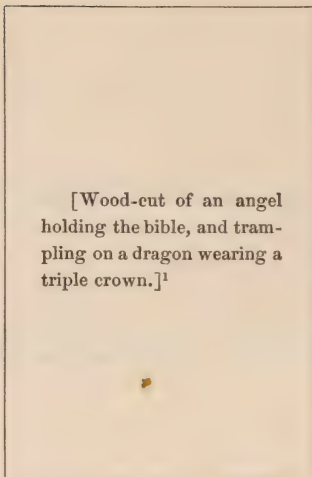 [Wood-cut of an angel
holding the bible, and tram-
pling on a dragon wearing a
triple crown.]¹